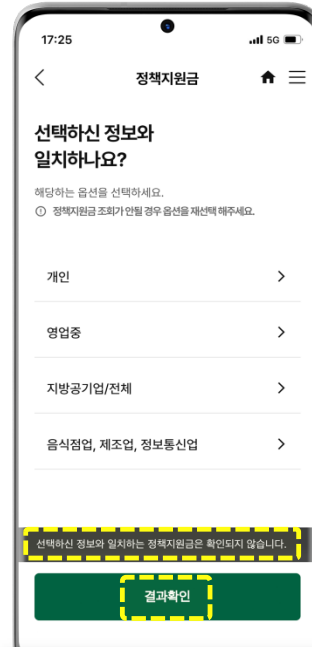 17:25
5G
정책지원금
선택하신 정보와
일치하나요?
해당하는 옵션을 선택하세요.
정책지원금 조회가 안될 경우 옵션을 재선택 해주세요.
개인
영업중
지방공기업/전체
음식점업, 제조업, 정보통신업
선택하신 정보와 일치하는 정책지원금은 확인되지 않습니다.
결과확인